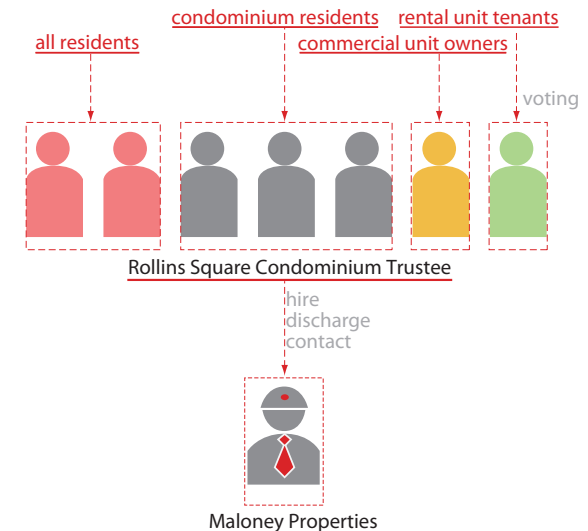 condominium residents
rental unit tenants
all residents
commercial unit owners
voting
Rollins Square Condominium Trustee
hire
discharge
contact
Maloney Properties